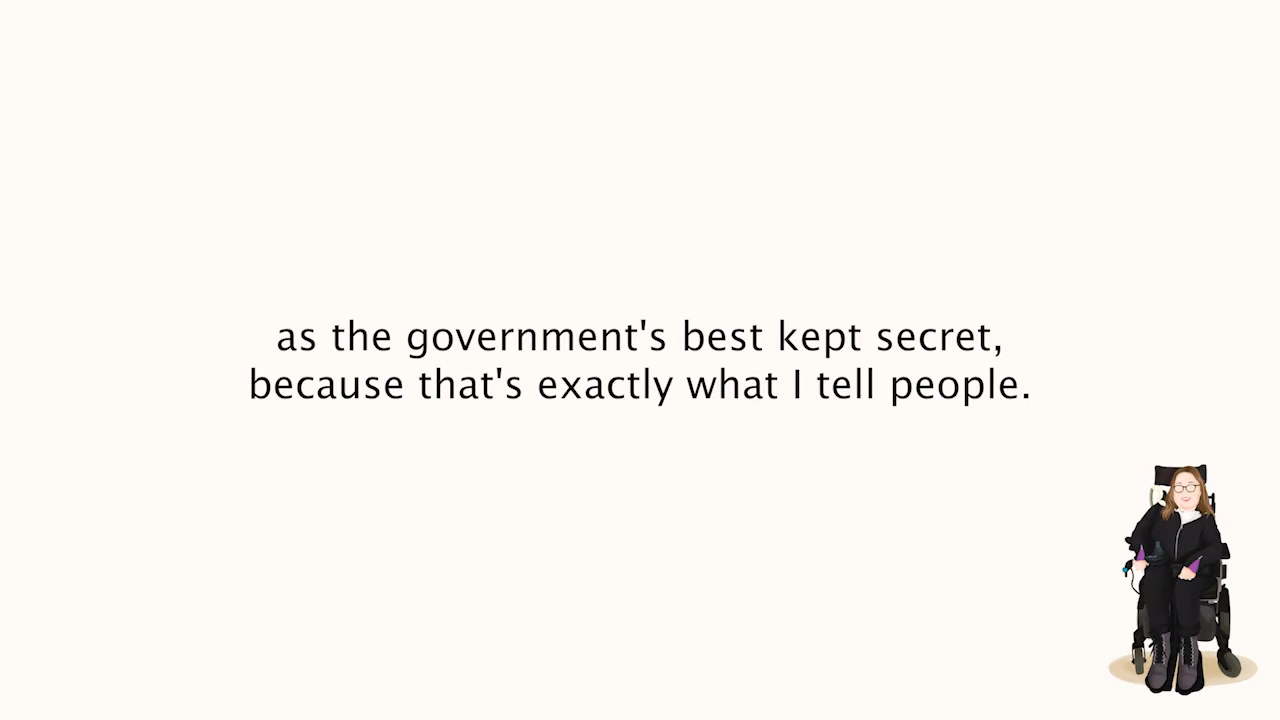 as the government's best kept secret,
because that's exactly what I tell people.